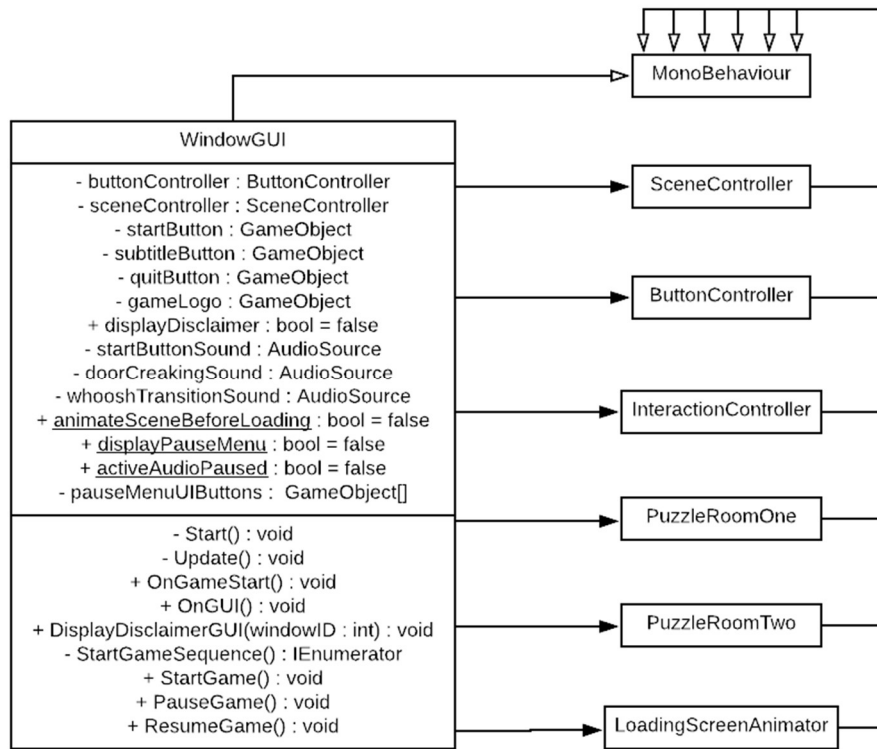 MonoBehaviour
WindowGUI
- buttonController : ButtonController
- sceneController : SceneController
- startButton : GameObject
- subtitleButton : GameObject
- quitButton : GameObject
- gameLogo : GameObject
+ displayDisclaimer : bool = false
- startButtonSound : AudioSource
- doorCreakingSound : AudioSource
- whooshTransitionSound : AudioSource
+ animateSceneBeforeLoading : bool = false
+ displayPauseMenu : bool = false
+ activeAudioPaused : bool = false
- pauseMenuUIButtons :  GameObject[]
- Start() : void
- Update() : void
+ OnGameStart() : void
+ OnGUI() : void
+ DisplayDisclaimerGUI(windowID : int) : void
- StartGameSequence() : IEnumerator
+ StartGame() : void
+ PauseGame() : void
+ ResumeGame() : void
SceneController
ButtonController
InteractionController
PuzzleRoomOne
PuzzleRoomTwo
LoadingScreenAnimator